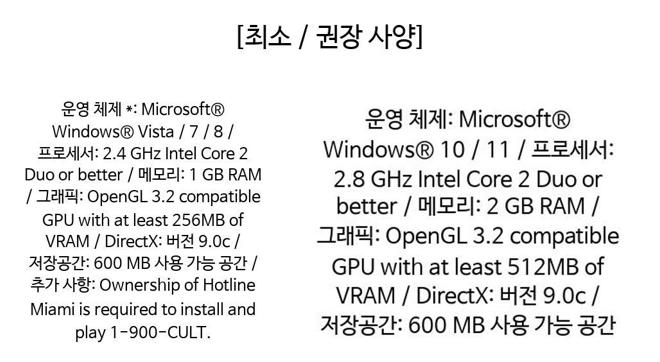 [최소 / 권장 사양]
운영 체제 *: Microsoft®
Windows® Vista / 7 / 8 /
프로세서: 2.4 GHz Intel Core 2
Duo or better / 메모리: 1 GB RAM
/ 그래픽: OpenGL 3.2 compatible
GPU with at least 256MB of
VRAM / DirectX: 버전 9.0c /
저장공간: 600 MB 사용 가능 공간 /
추가 사항: Ownership of Hotline
Miami is required to install and
play 1-900-CULT.
운영 체제: Microsoft®
Windows® 10 / 11 / 프로세서:
2.8 GHz Intel Core 2 Duo or
better / 메모리: 2 GB RAM /
그래픽: OpenGL 3.2 compatible
GPU with at least 512MB of
VRAM / DirectX: 버전 9.0c /
저장공간: 600 MB 사용 가능 공간